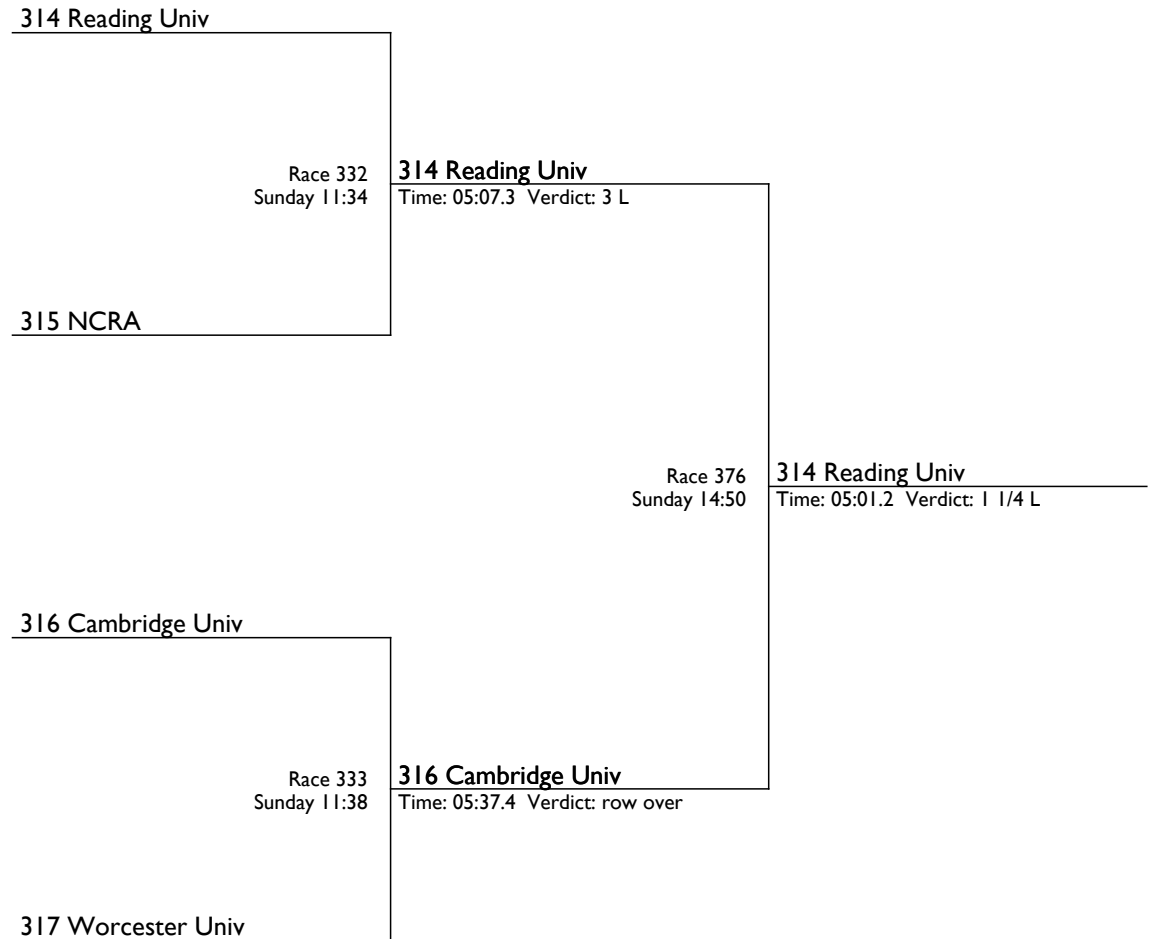 314 Reading Univ
Race 332
Sunday 11:34
314 Reading Univ
Time: 05:07.3 Verdict: 3 L
315 NCRA
Race 376
Sunday 14:50
314 Reading Univ
Time: 05:01.2 Verdict: 1 1/4 L
316 Cambridge Univ
Race 333
Sunday 11:38
316 Cambridge Univ
Time: 05:37.4 Verdict: row over
317 Worcester Univ